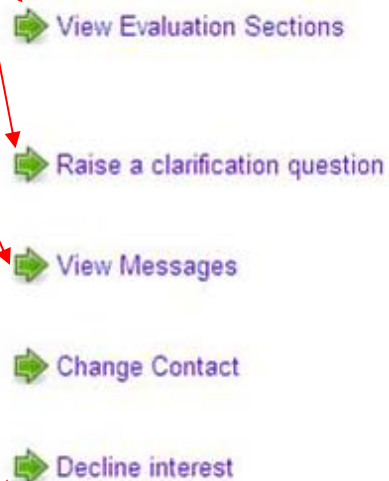 View Evaluation Sections
Raise a clarification question
View Messages
Change Contact
Decline interest